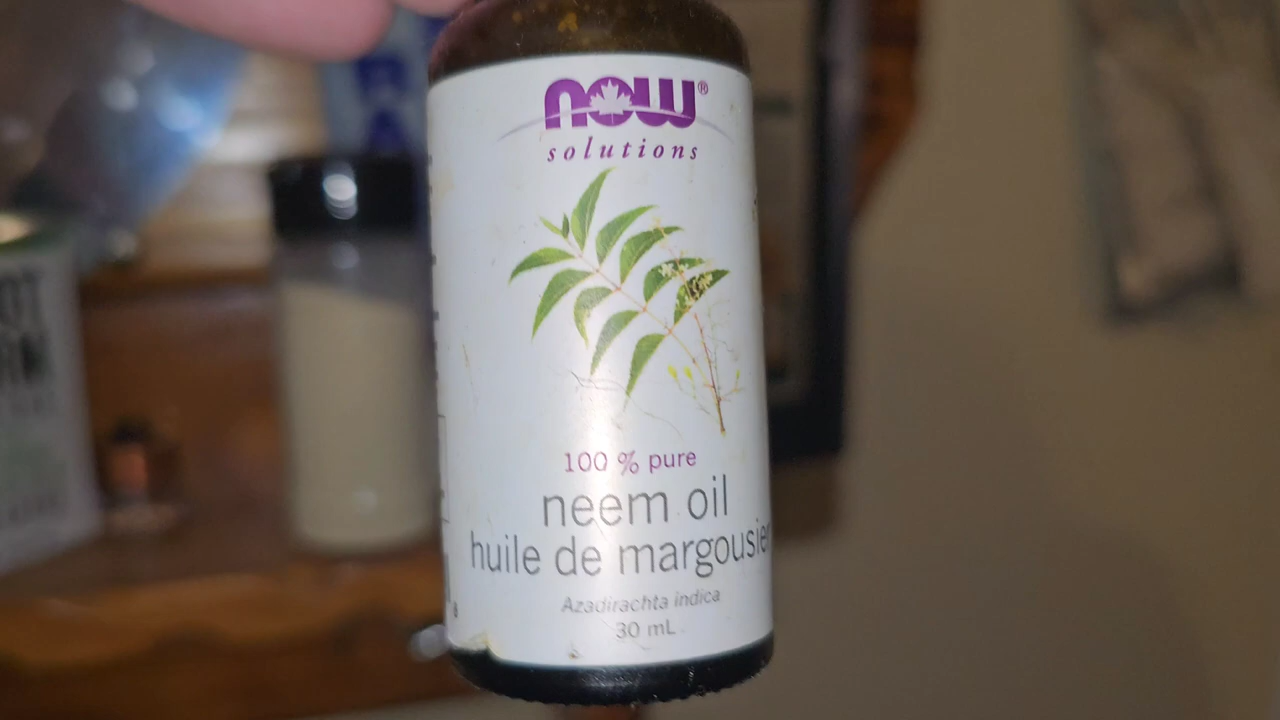 now®
solutions
100 % pure
neem oil
huile de margousier
Azadirachta indica
30 mL